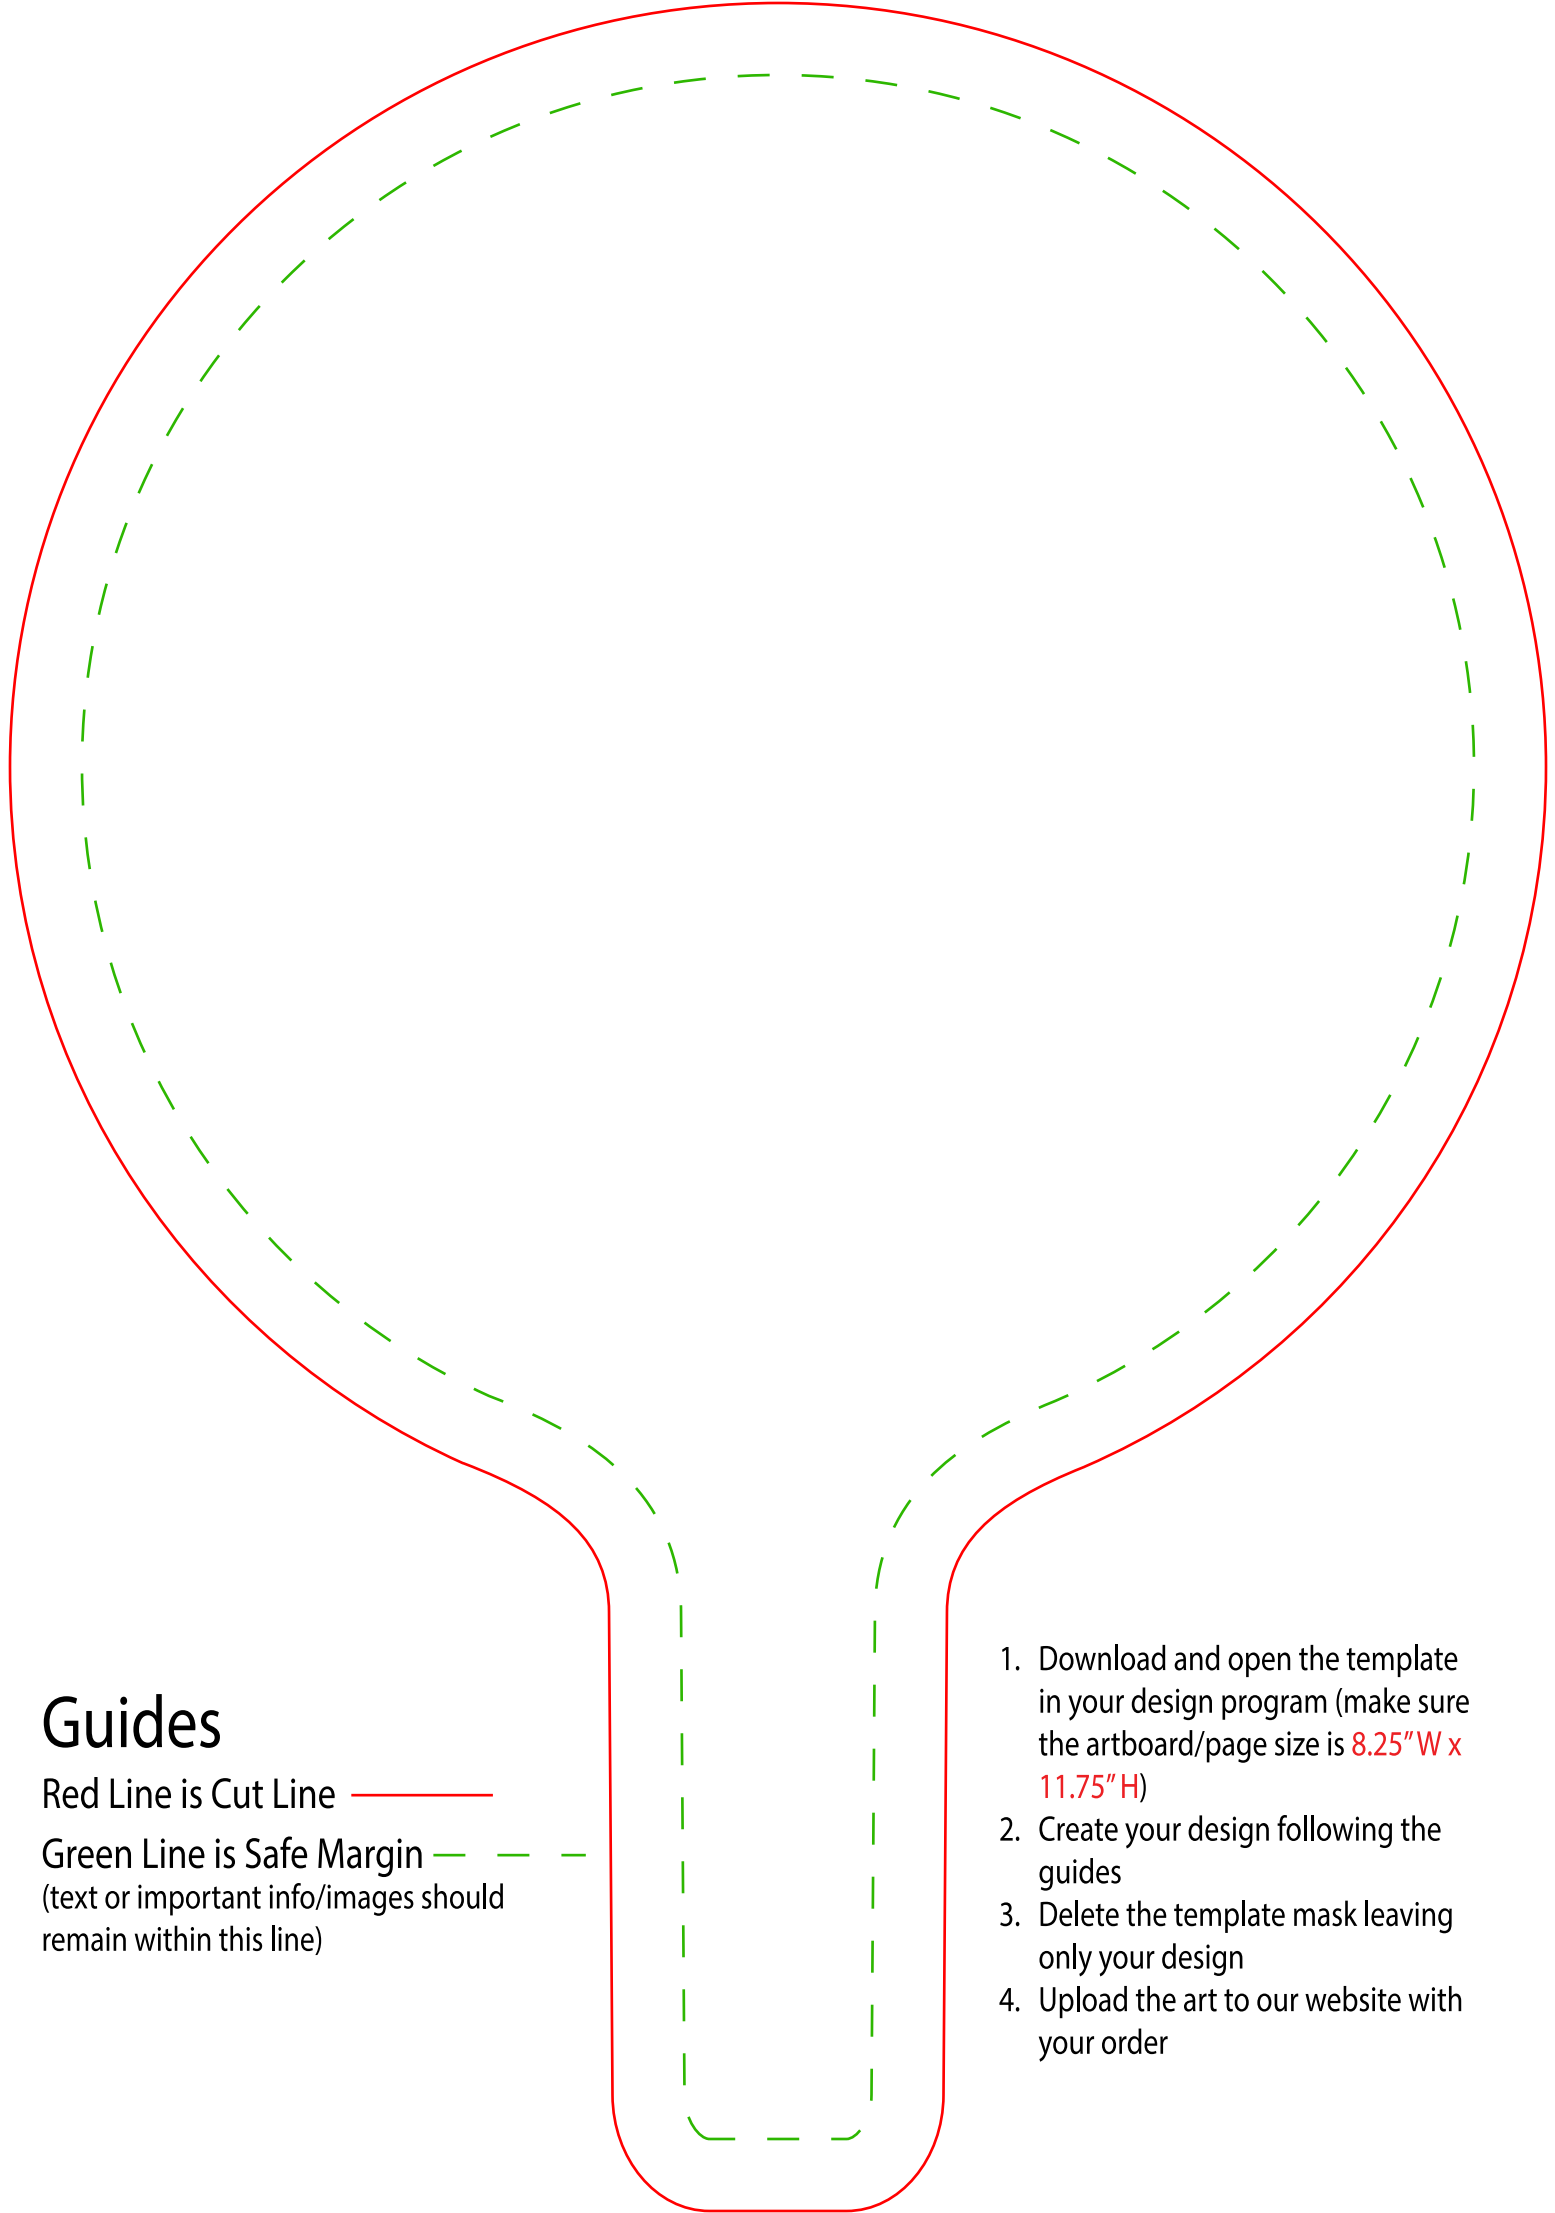 Guides
Red Line is Cut Line
Green Line is Safe Margin
(text or important info/images should
remain within this line)
1. Download and open the template
in your design program (make sure
the artboard/page size is 8.25" W x
11.75" H)
2. Create your design following the
guides
3. Delete the template mask leaving
only your design
4. Upload the art to our website with
your order